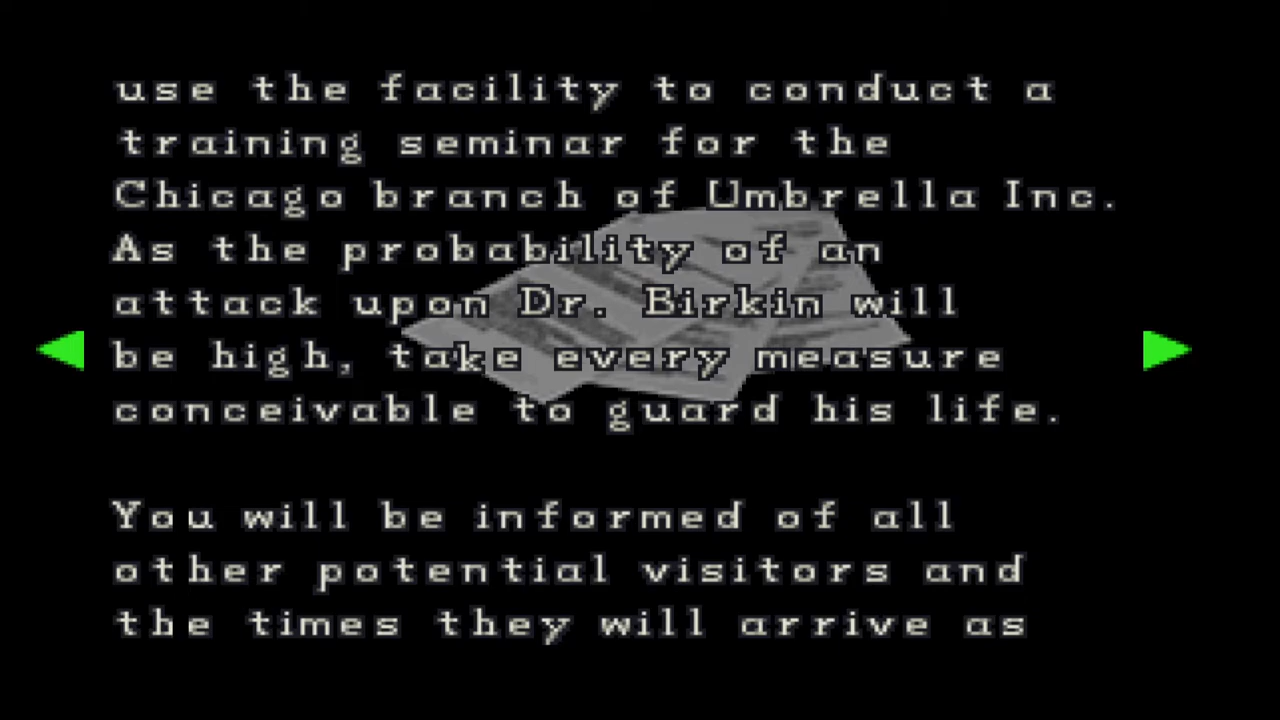 use the facility to conduct a
training seminar for the
Chicago branch of Umbrella Inc.
As the probability of an
attack upon Dr. Birkin will
be high, take every measure
conceivable to guard his life.
You will be informed of all
other potential visitors and
the times they will arrive as